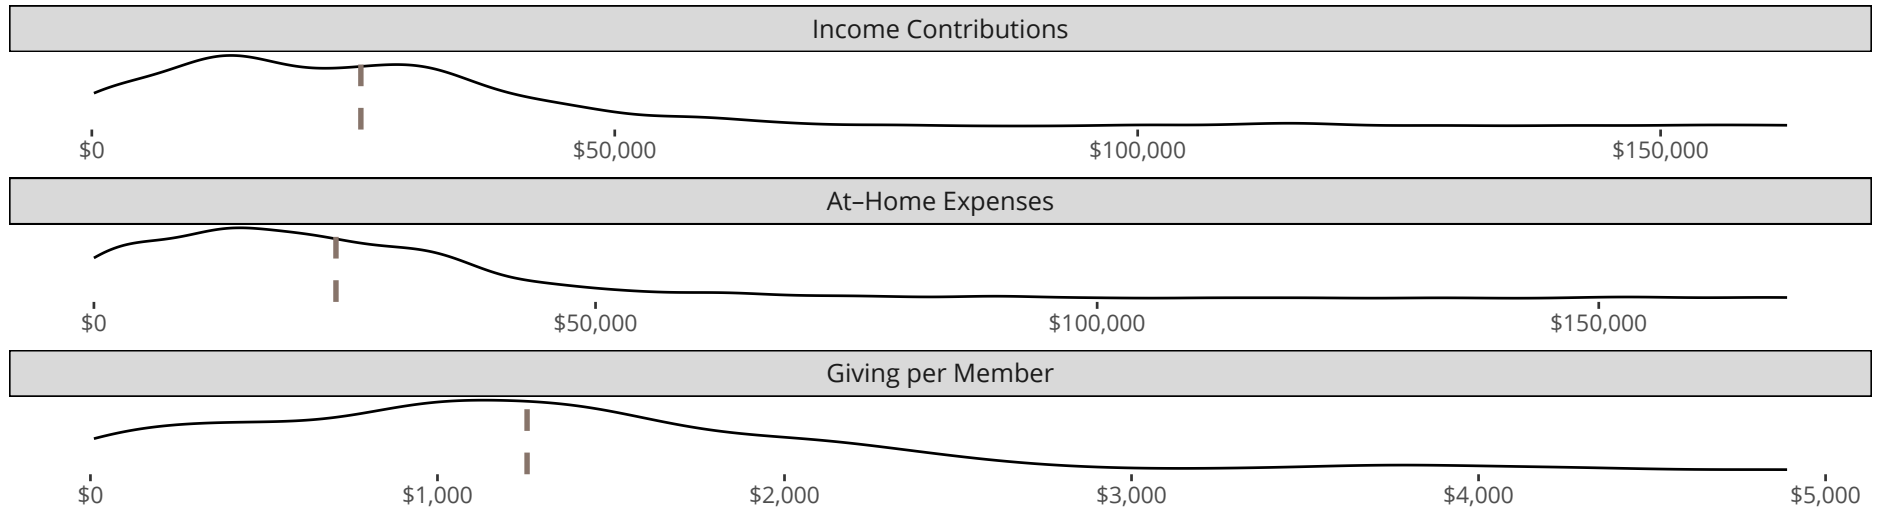 Income Contributions
$0 $50,000 $100,000 $150,000
At–Home Expenses
$0 $50,000 $100,000 $150,000
Giving per Member
$0 $1,000 $2,000 $3,000 $4,000 $5,000